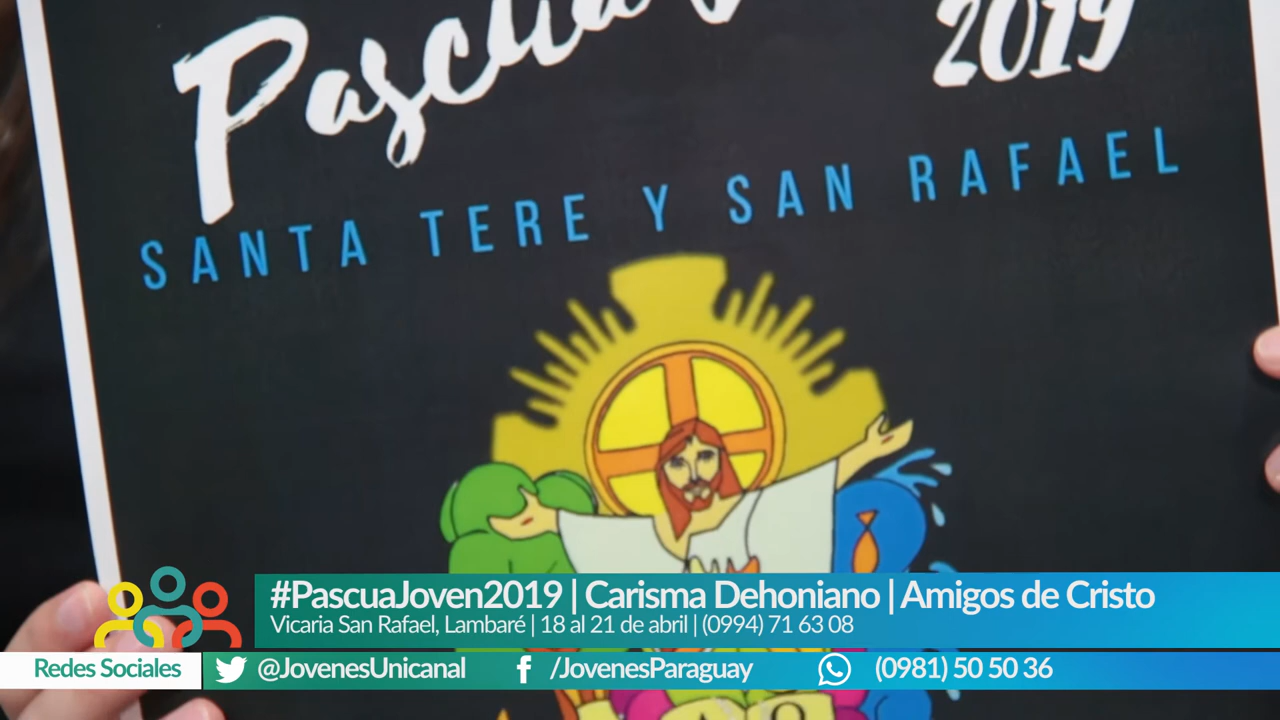 Pascua
2019
SANTA TERE Y SAN RAFAEL
#PascuaJoven2019 | Carisma Dehoniano | Amigos de Cristo
Vicaria San Rafael, Lambaré | 18 al 21 de abril | (0994) 71 63 08
Redes Sociales
@JovenesUnicanal
/JovenesParaguay
(0981) 50 50 36